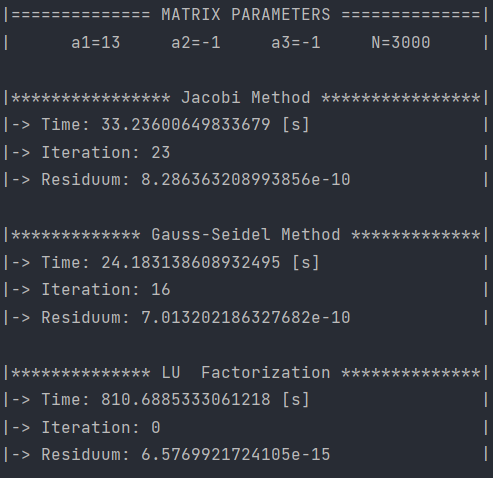 |============== MATRIX PARAMETERS ==============|
| a1=13 a2=-1 a3=-1 N=3000 |
|**************** Jacobi Method ****************|
|-> Time: 33.23600649833679 [s] |
|-> Iteration: 23 |
|-> Residuum: 8.286363208993856e-10 |
|************* Gauss-Seidel Method *************|
|-> Time: 24.183138608932495 [s] |
|-> Iteration: 16 |
|-> Residuum: 7.013202186327682e-10 |
|************** LU  Factorization **************|
|-> Time: 810.6885333061218 [s] |
|-> Iteration: 0 |
|-> Residuum: 6.5769921724105e-15 |